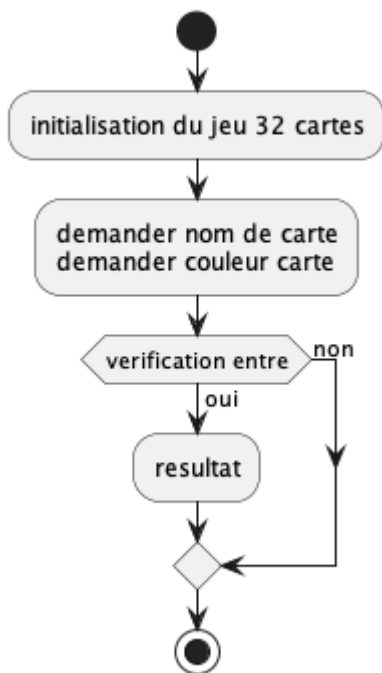 initialisation du jeu 32 cartes
demander nom de carte
demander couleur carte
verification entre
non
oui
resultat